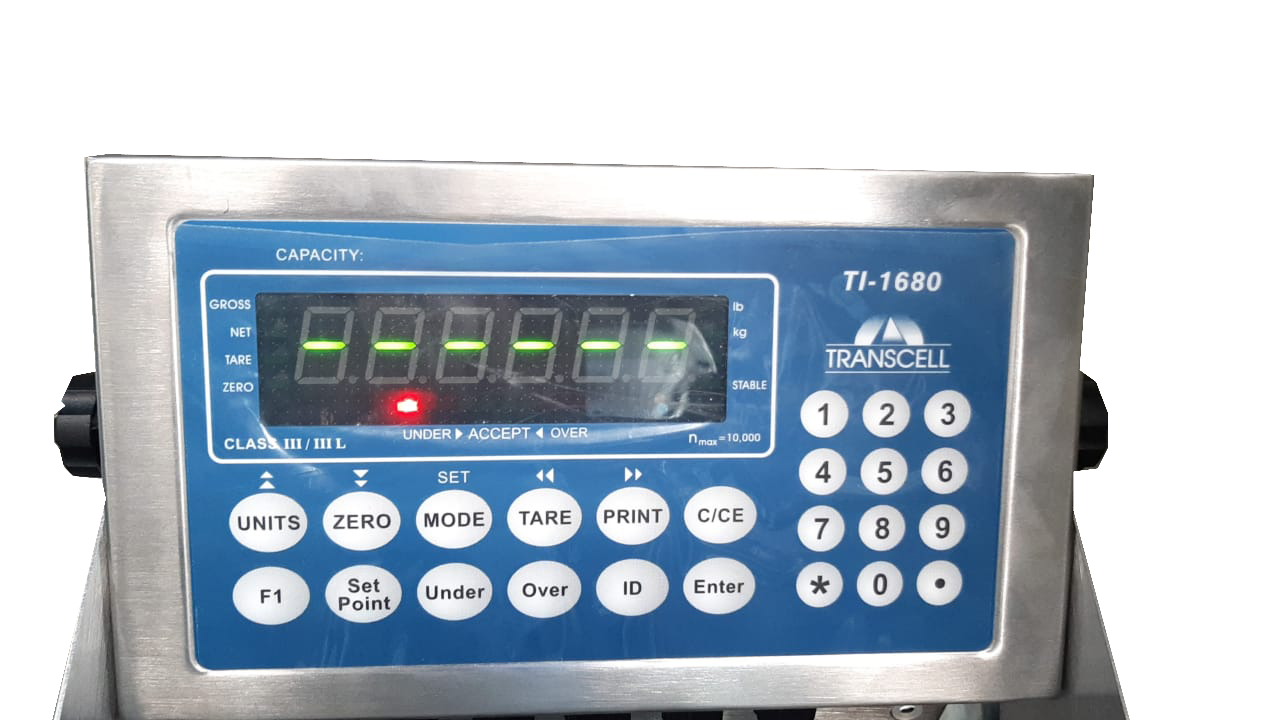 CAPACITY:
TI-1680
GROSS
NET
TARE
ZERO
------
lb
kg
STABLE
TRANSCELL
CLASS III / III L
UNDER ▶ ACCEPT ◀ OVER
nmax=10,000
SET
UNITS ZERO MODE TARE PRINT C/CE
F1 Set Point Under Over ID Enter
1 2 3
4 5 6
7 8 9
* 0 •